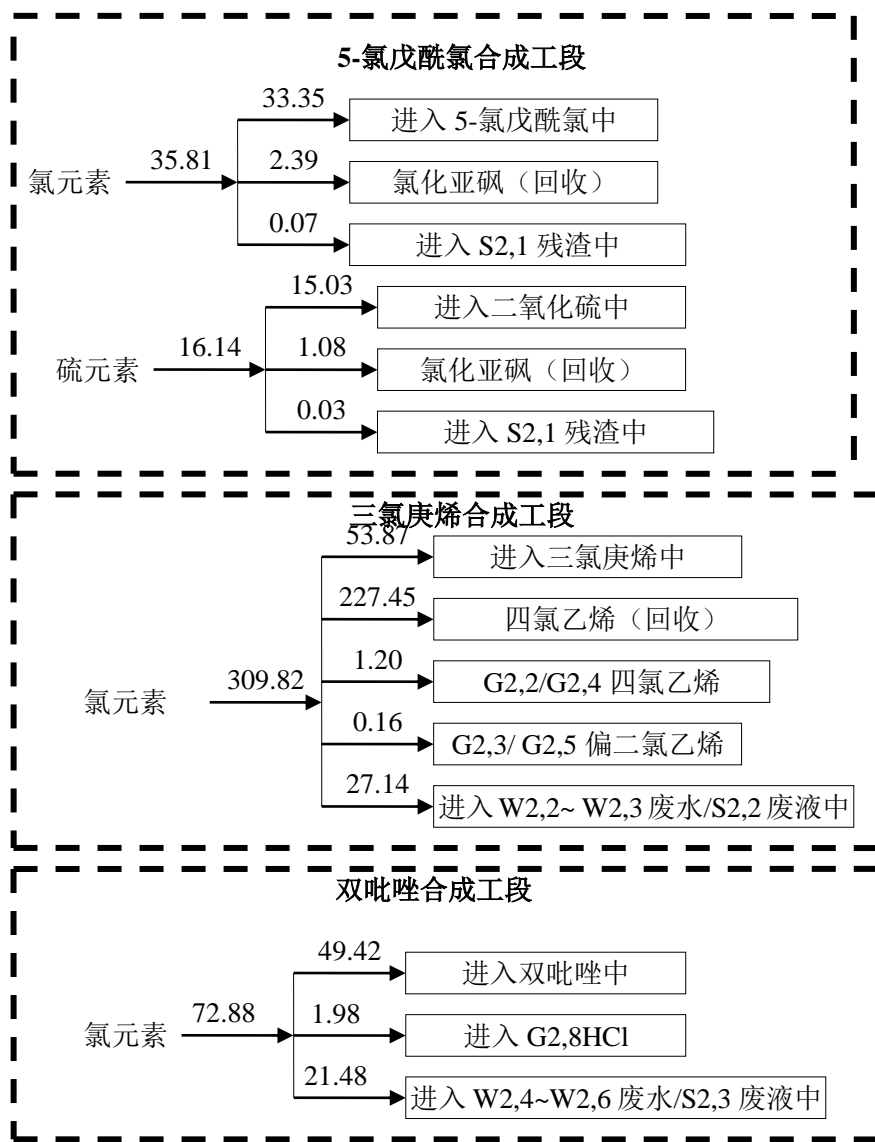 5-氯戊酰氯合成工段
33.35
进入 5-氯戊酰氯中
氯元素
35.81
2.39
氯化亚砜（回收）
0.07
进入 S2,1 残渣中
15.03
进入二氧化硫中
硫元素
16.14
1.08
氯化亚砜（回收）
0.03
进入 S2,1 残渣中
三氯庚烯合成工段
53.87
进入三氯庚烯中
227.45
四氯乙烯（回收）
氯元素
309.82
1.20
G2,2/G2,4 四氯乙烯
0.16
G2,3/ G2,5 偏二氯乙烯
27.14
进入 W2,2~ W2,3 废水/S2,2 废液中
双吡唑合成工段
49.42
进入双吡唑中
氯元素
72.88
1.98
进入 G2,8HCl
21.48
进入 W2,4~W2,6 废水/S2,3 废液中